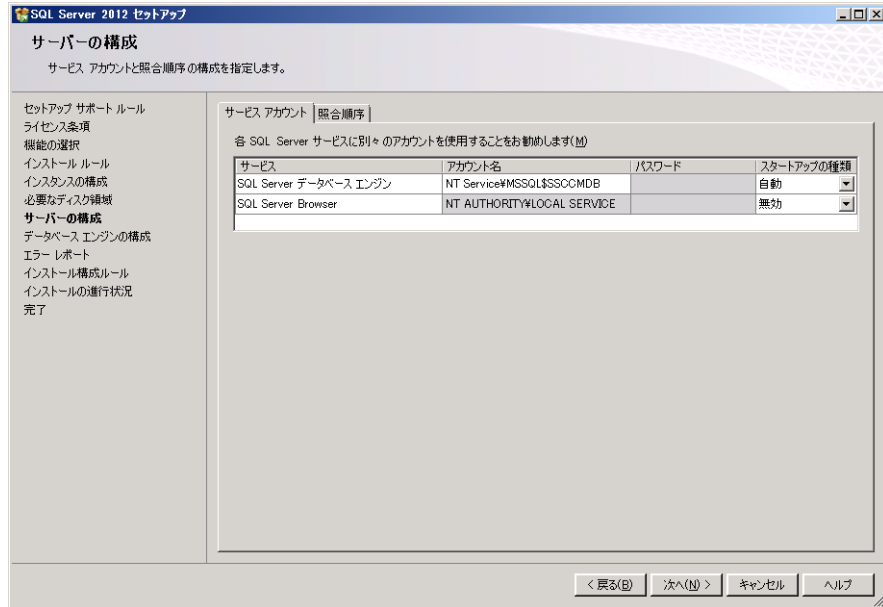 SQL Server 2012 セットアップ
サーバーの構成
サービス アカウントと照合順序の構成を指定します。
セットアップ サポート ルール
ライセンス条項
機能の選択
インストール ルール
インスタンスの構成
必要なディスク領域
サーバーの構成
データベース エンジンの構成
エラー レポート
インストール構成ルール
インストールの進行状況
完了
サービス アカウント 照合順序
各 SQL Server サービスに別々のアカウントを使用することをお勧めします(M)
サービス アカウント名 パスワード スタートアップの種類
SQL Server データベース エンジン NT Service¥MSSQL$SSCCMDB 自動
SQL Server Browser NT AUTHORITY¥LOCAL SERVICE 無効
< 戻る(B) 次へ(N) > キャンセル ヘルプ